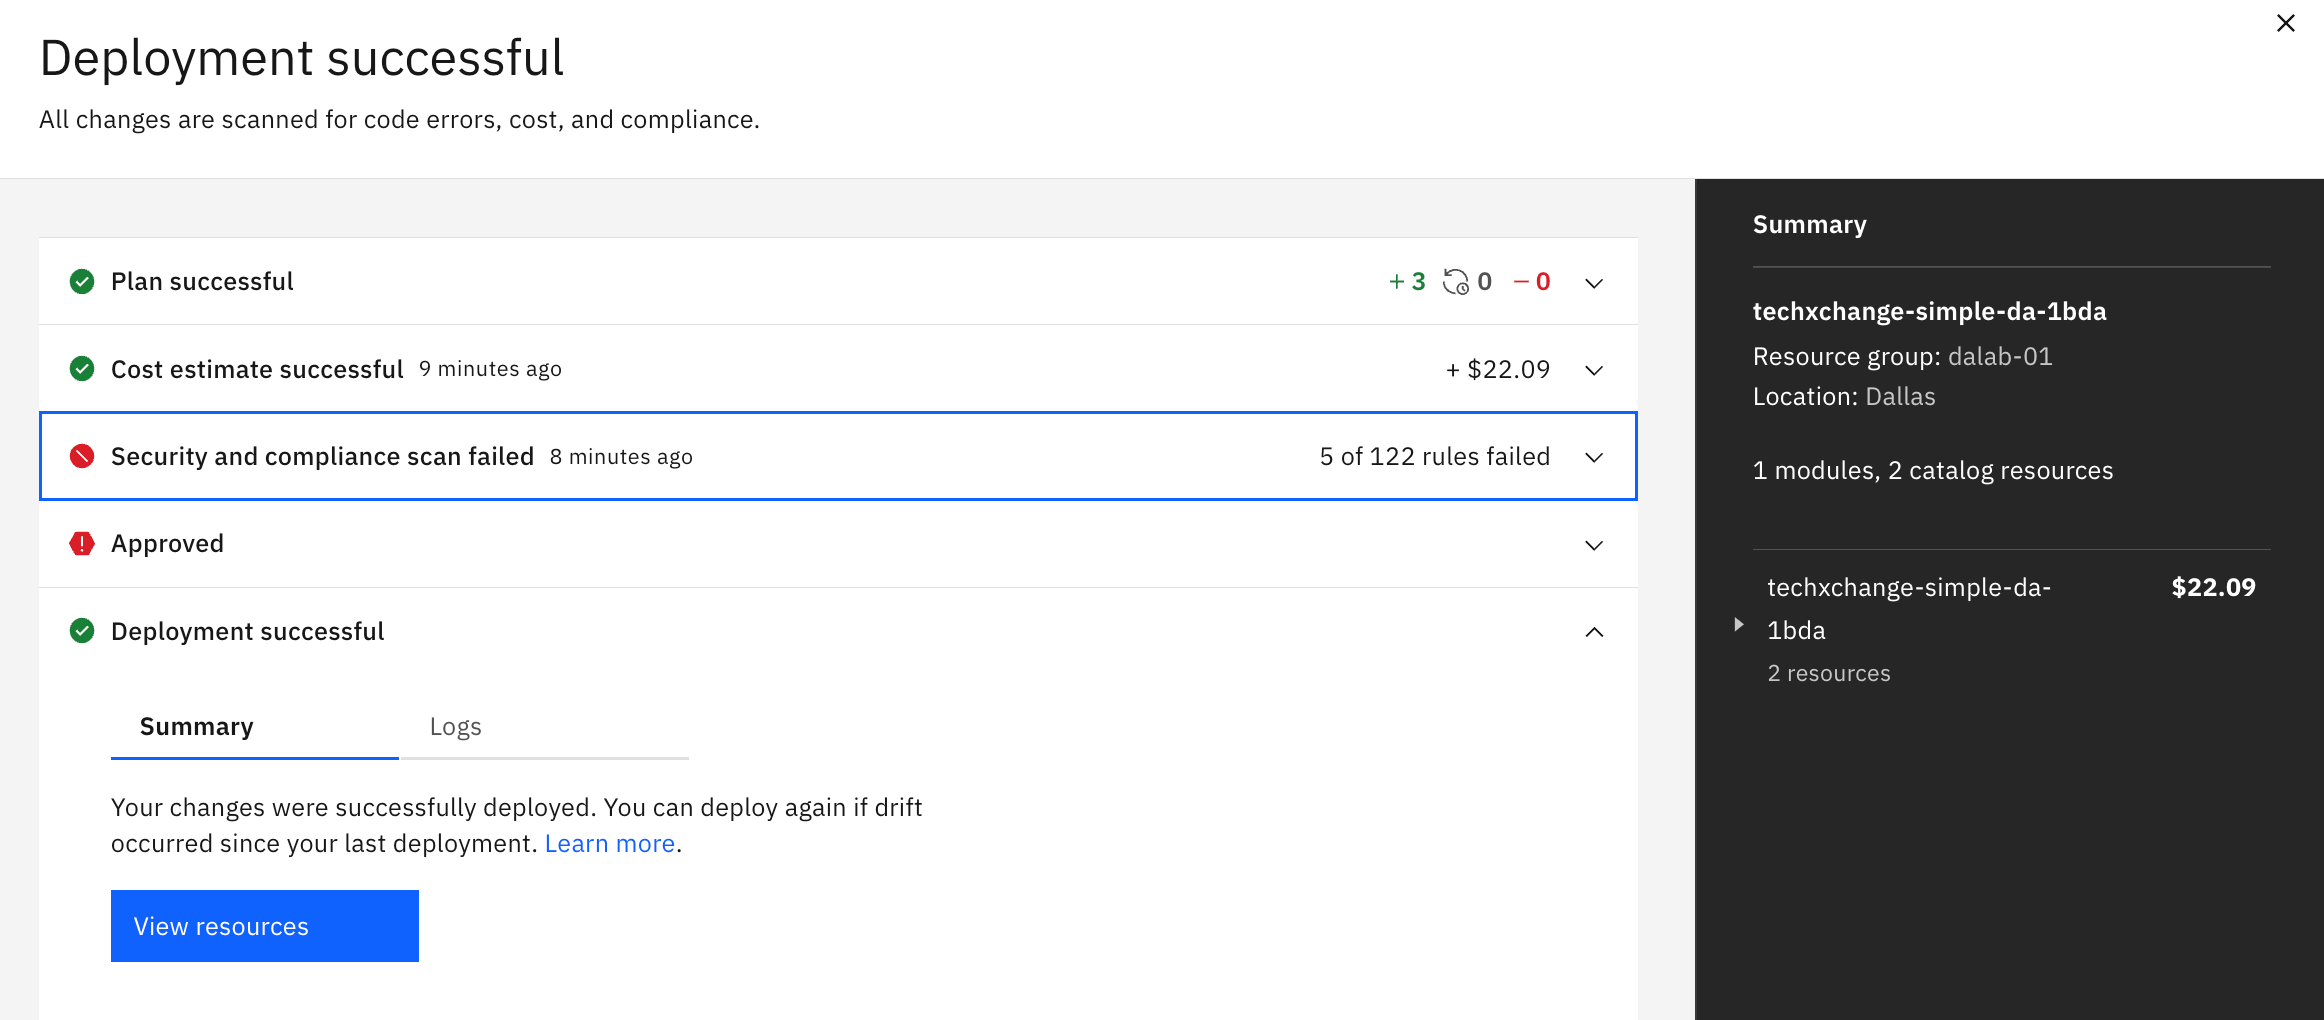 Deployment successful
All changes are scanned for code errors, cost, and compliance.
Plan successful +3 0 −0
Cost estimate successful 9 minutes ago + $22.09
Security and compliance scan failed 8 minutes ago 5 of 122 rules failed
Approved
Deployment successful
Summary Logs
Your changes were successfully deployed. You can deploy again if drift
occurred since your last deployment. Learn more.
View resources
Summary
techxchange-simple-da-1bda
Resource group: dalab-01
Location: Dallas
1 modules, 2 catalog resources
techxchange-simple-da- $22.09
1bda
2 resources